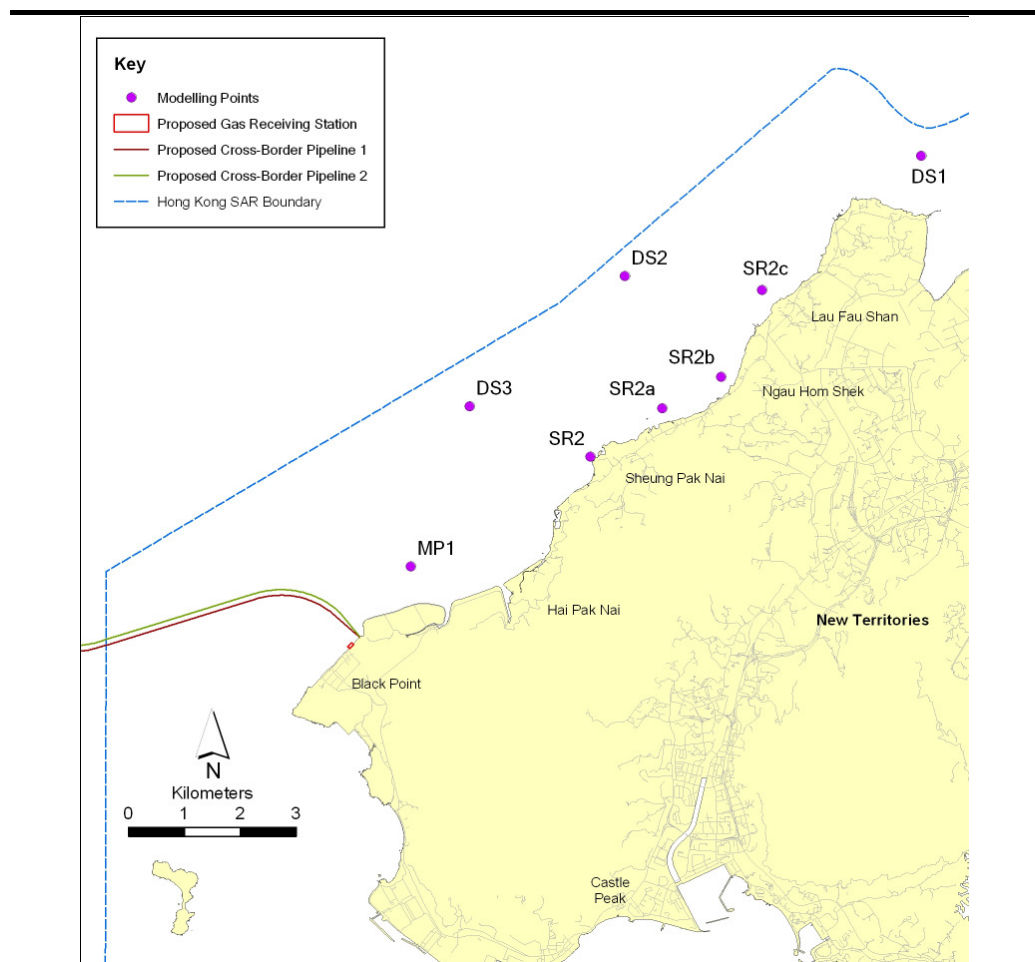 Key
Modelling Points
Proposed Gas Receiving Station
Proposed Cross-Border Pipeline 1
Proposed Cross-Border Pipeline 2
Hong Kong SAR Boundary
DS1
DS2
SR2c
Lau Fau Shan
SR2b
DS3
SR2a
Ngau Hom Shek
SR2
Sheung Pak Nai
MP1
Hai Pak Nai
New Territories
Black Point
N
Kilometers
0 1 2 3
Castle
Peak